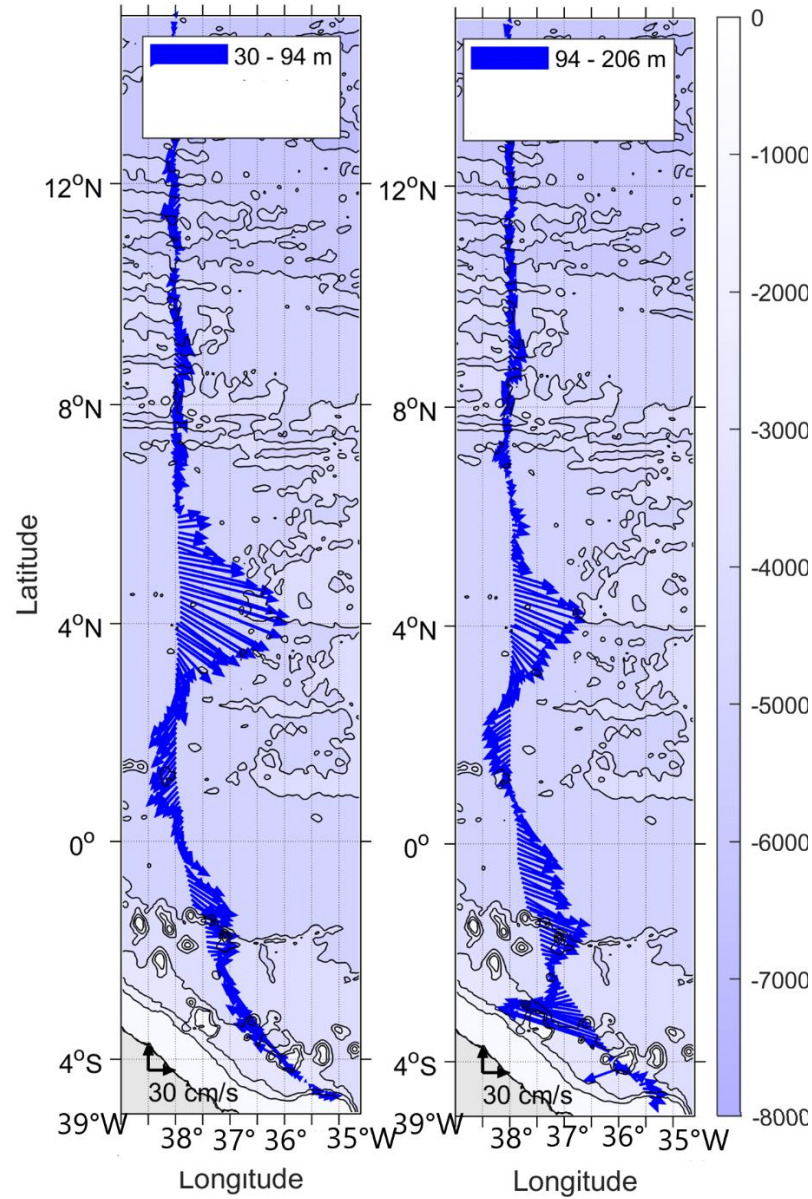 30 - 94 m
94 - 206 m
0
-1000
-2000
-3000
-4000
-5000
-6000
-7000
-8000
12°N
8°N
4°N
0°
4°S
39°W
38°
37°
36°
35°W
12°N
8°N
4°N
0°
4°S
39°W
38°
37°
36°
35°W
Latitude
30 cm/s
30 cm/s
Longitude
Longitude